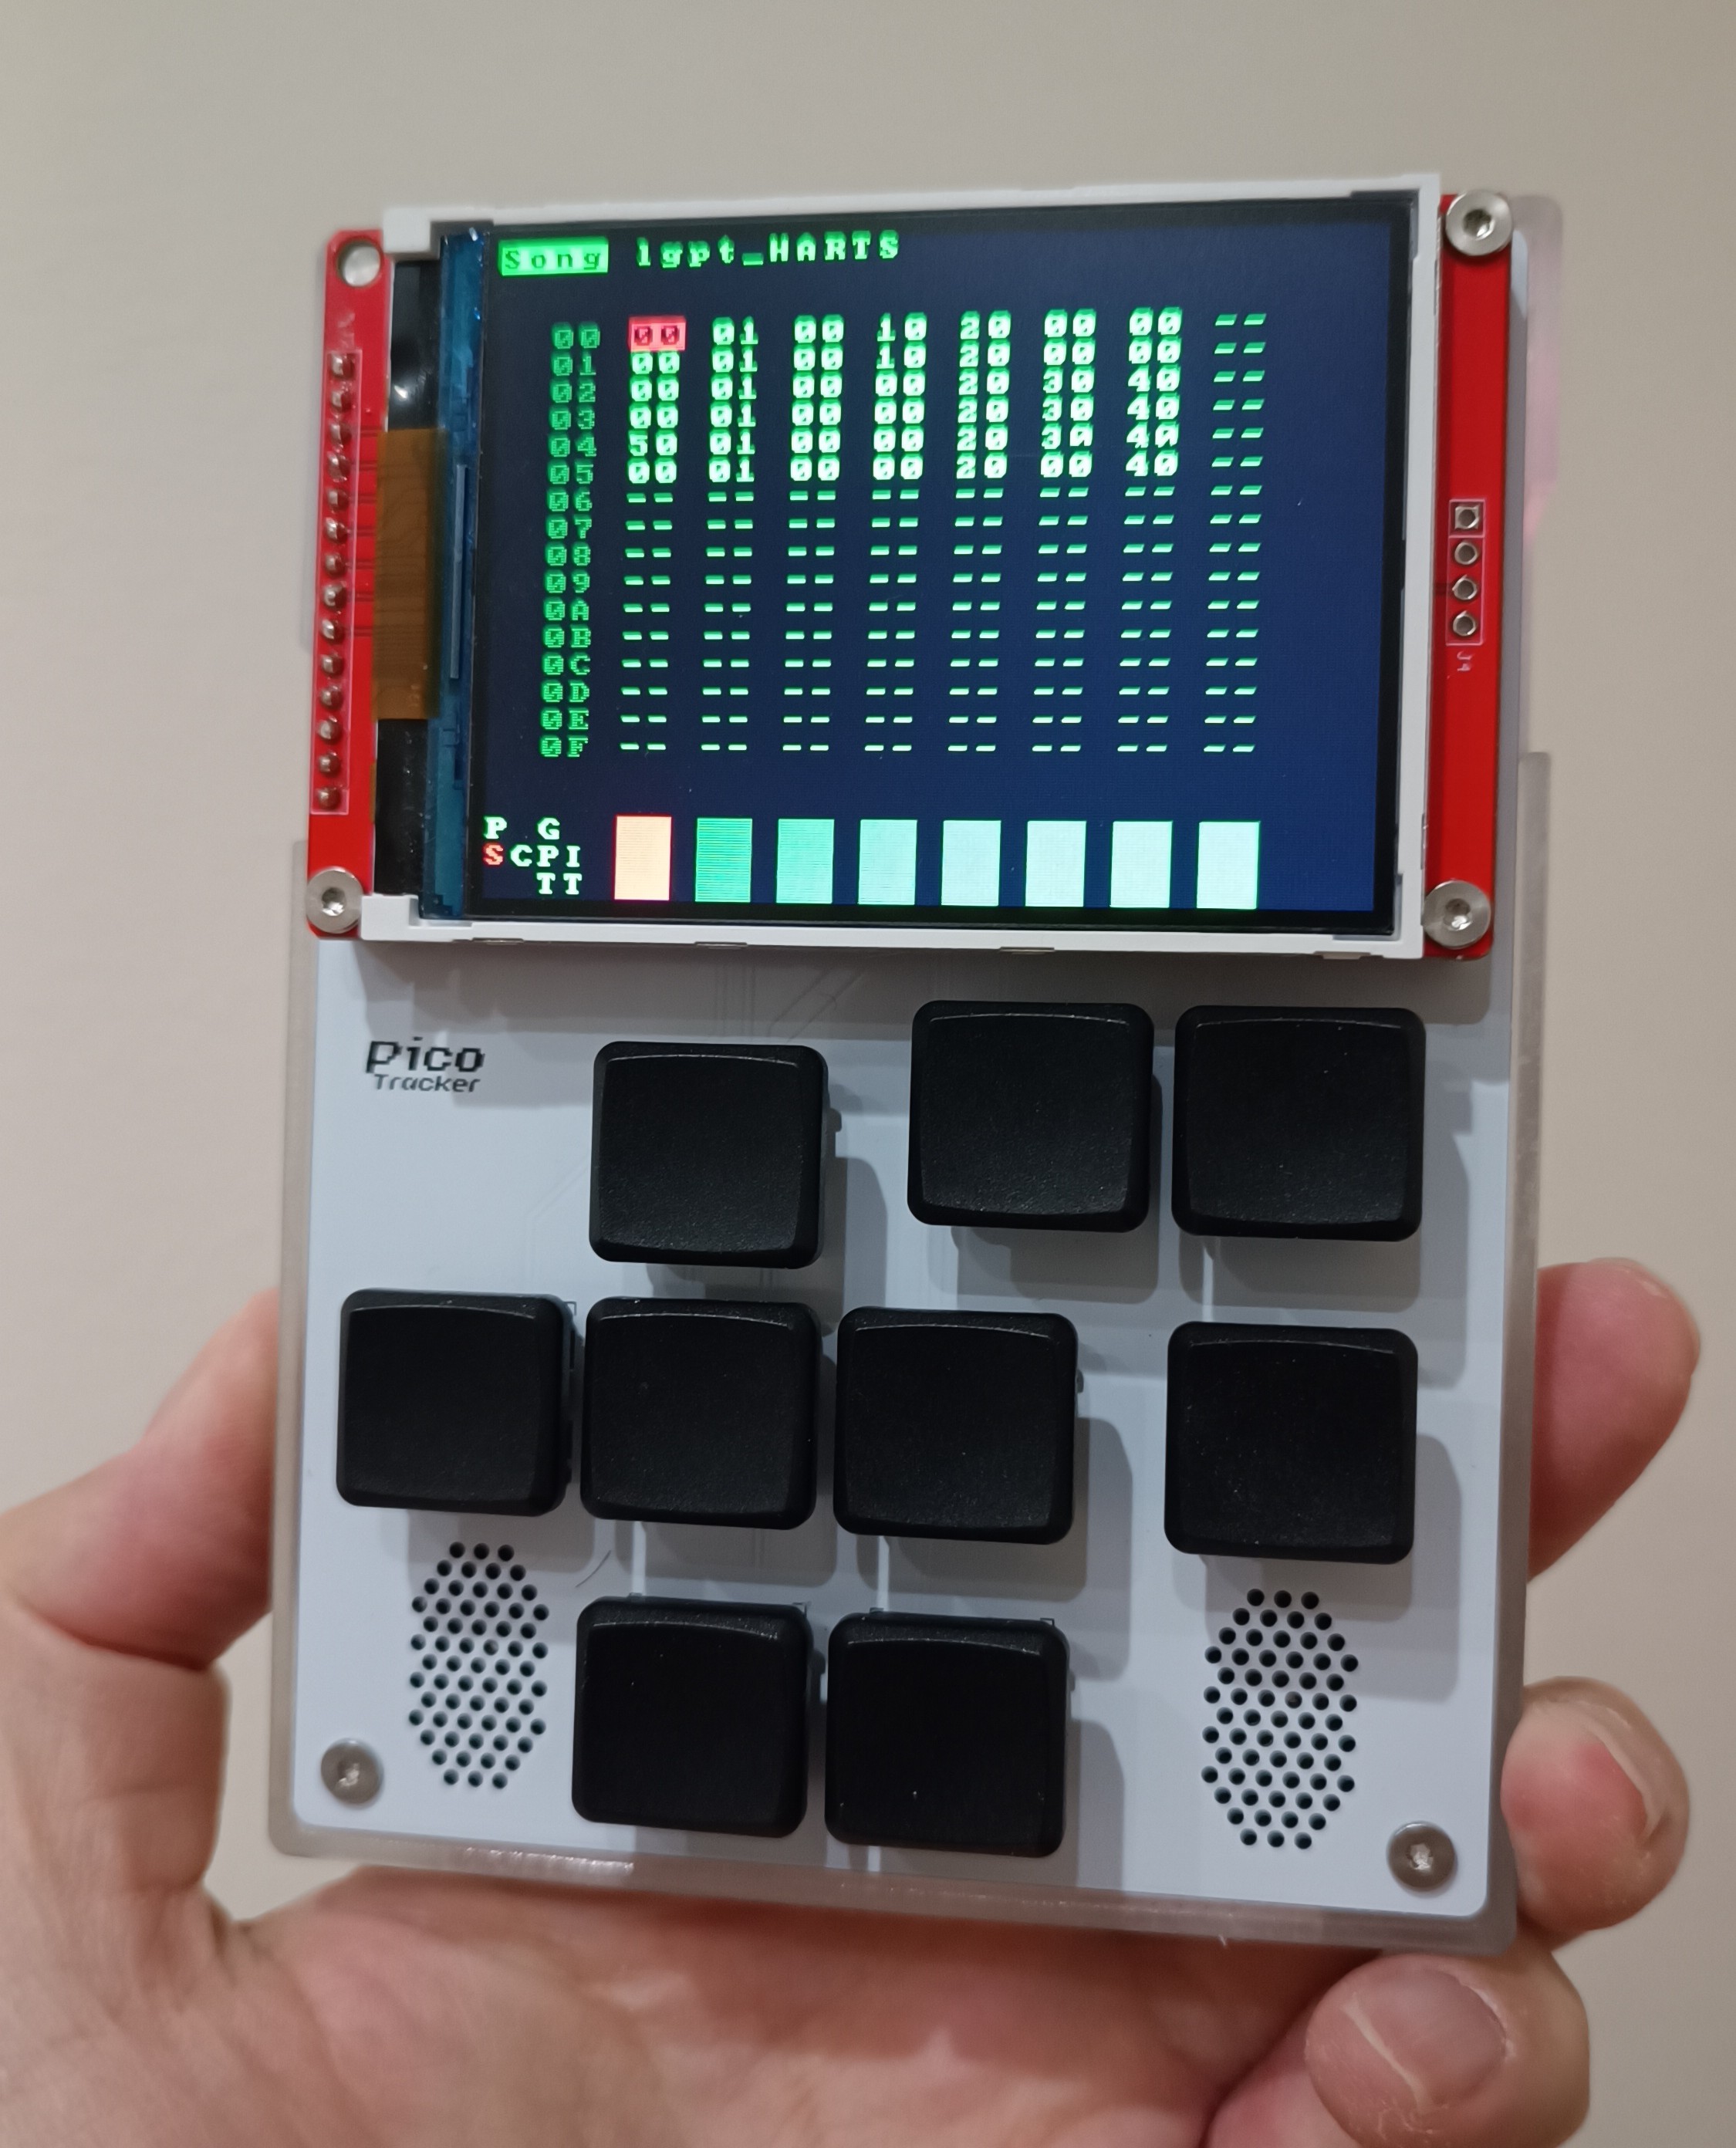 Song lgpt_HARTS
00 00 01 00 10 20 00 00 --
01 00 01 00 10 20 00 00 --
02 00 01 00 00 20 30 40 --
03 00 01 00 00 20 30 40 --
04 50 01 00 00 20 30 40 --
05 00 01 00 00 20 00 40 --
06 -- -- -- -- -- -- -- --
07 -- -- -- -- -- -- -- --
08 -- -- -- -- -- -- -- --
09 -- -- -- -- -- -- -- --
0A -- -- -- -- -- -- -- --
0B -- -- -- -- -- -- -- --
0C -- -- -- -- -- -- -- --
0D -- -- -- -- -- -- -- --
0E -- -- -- -- -- -- -- --
0F -- -- -- -- -- -- -- --
P G
SCPI
TT
J4
pico
Tracker